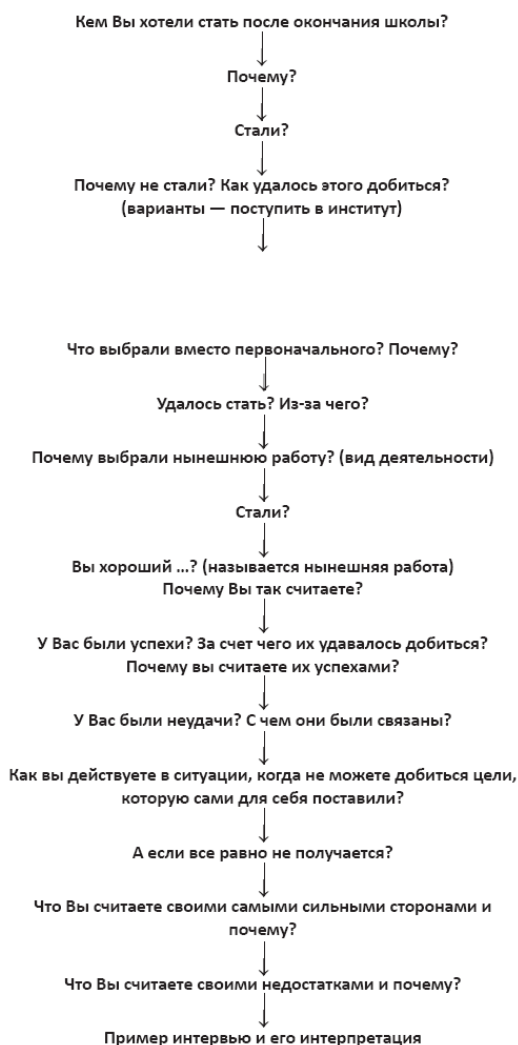 Кем Вы хотели стать после окончания школы?
Почему?
Стали?
Почему не стали? Как удалось этого добиться?
(варианты — поступить в институт)
Что выбрали вместо первоначального? Почему?
Удалось стать? Из-за чего?
Почему выбрали нынешнюю работу? (вид деятельности)
Стали?
Вы хороший ...? (называется нынешняя работа)
Почему Вы так считаете?
У Вас были успехи? За счет чего их удавалось добиться?
Почему вы считаете их успехами?
У Вас были неудачи? С чем они были связаны?
Как вы действуете в ситуации, когда не можете добиться цели,
которую сами для себя поставили?
А если все равно не получается?
Что Вы считаете своими самыми сильными сторонами и
почему?
Что Вы считаете своими недостатками и почему?
Пример интервью и его интерпретация